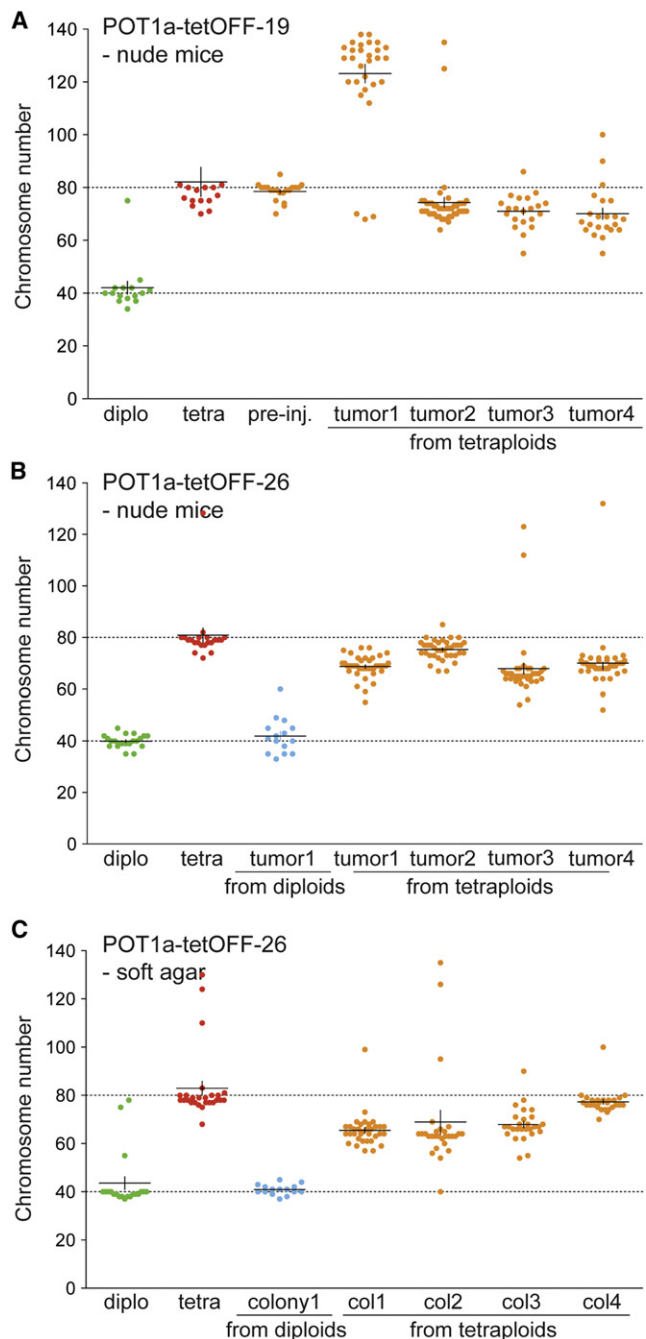 A
POT1a-tetOFF-19
- nude mice
Chromosome number
140
120
100
80
60
40
20
0
diplo tetra pre-inj. tumor1 tumor2 tumor3 tumor4
from tetraploids
B
POT1a-tetOFF-26
- nude mice
Chromosome number
140
120
100
80
60
40
20
0
diplo tetra tumor1 tumor1 tumor2 tumor3 tumor4
from diploids from tetraploids
C
POT1a-tetOFF-26
- soft agar
Chromosome number
140
120
100
80
60
40
20
0
diplo tetra colony1 col1 col2 col3 col4
from diploids from tetraploids